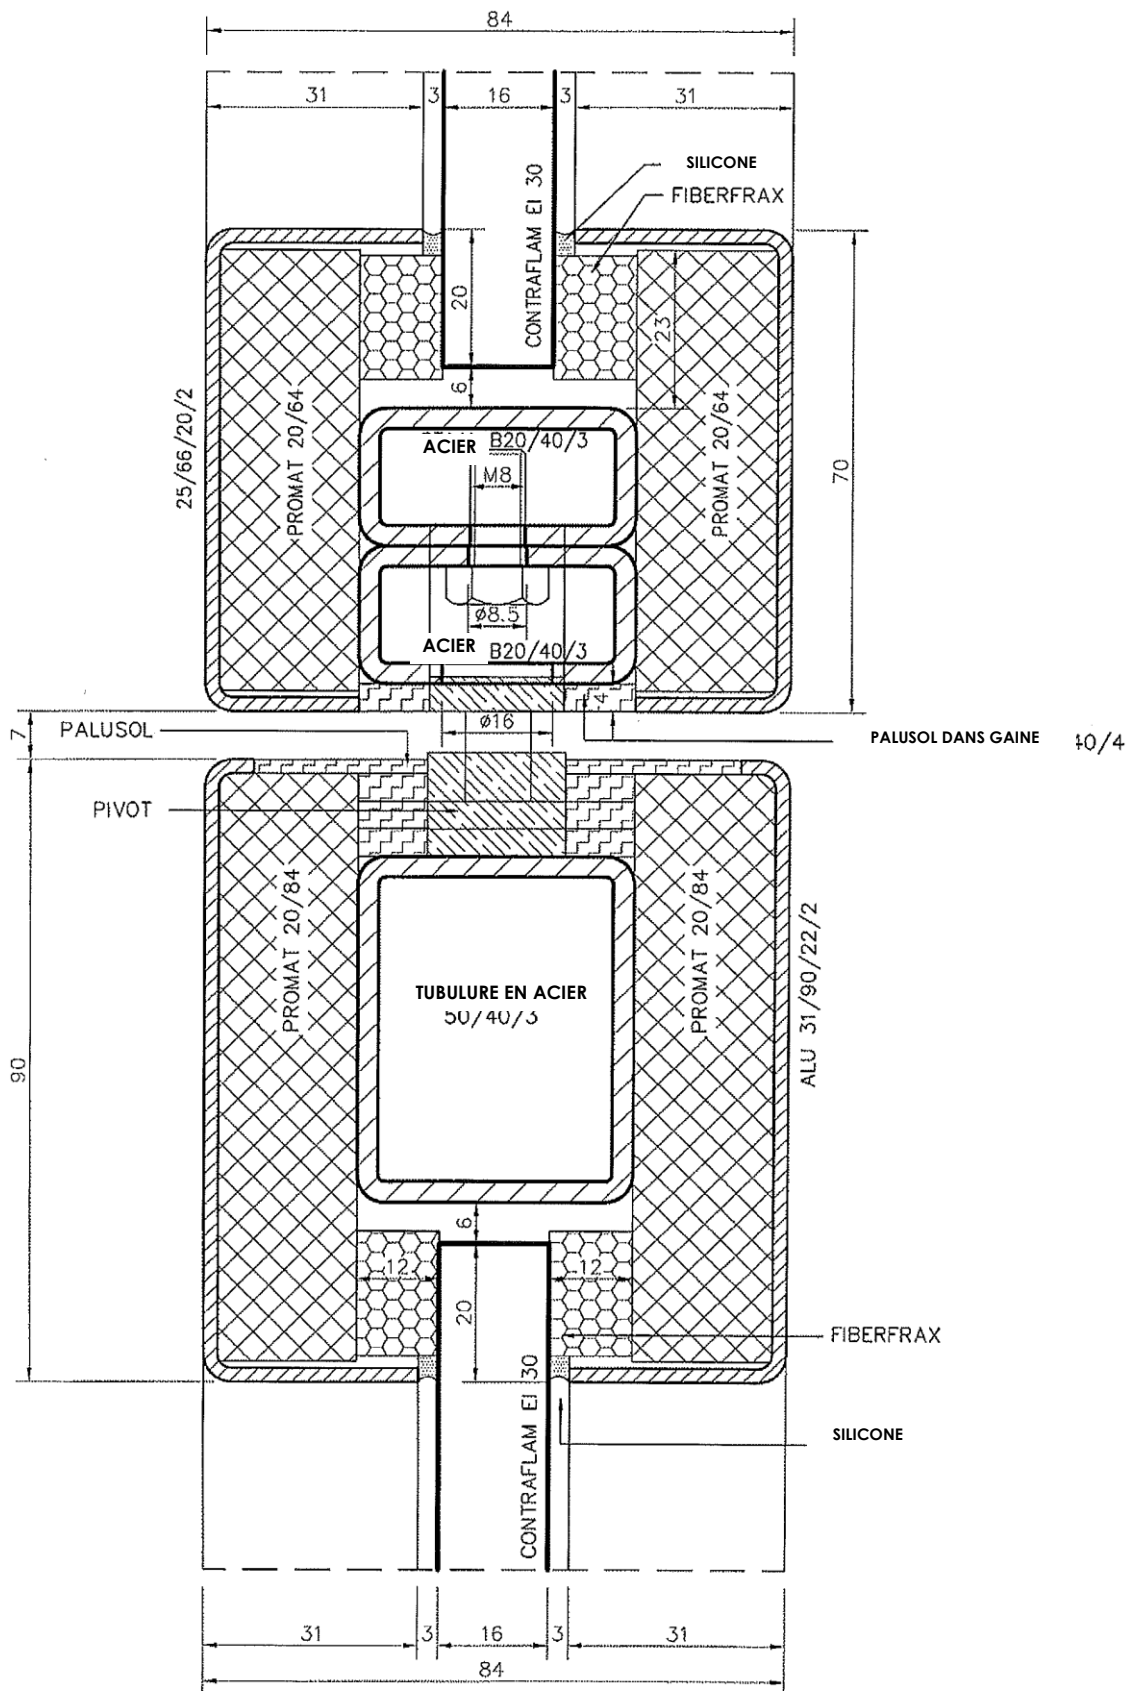 84
31
3
16
3
31
SILICONE
FIBERFRAX
CONTRAFLAM EI 30
20
23
6
25/66/20/2
PROMAT 20/64
PROMAT 20/64
70
ACIER B20/40/3
M8
ø8.5
ACIER B20/40/3
4
ø16
7
PALUSOL
PALUSOL DANS GAINE
40/4
PIVOT
PROMAT 20/84
PROMAT 20/84
TUBULURE EN ACIER
50/40/3
ALU 31/90/22/2
90
6
12
12
20
FIBERFRAX
CONTRAFLAM EI 30
SILICONE
31
3
16
3
31
84